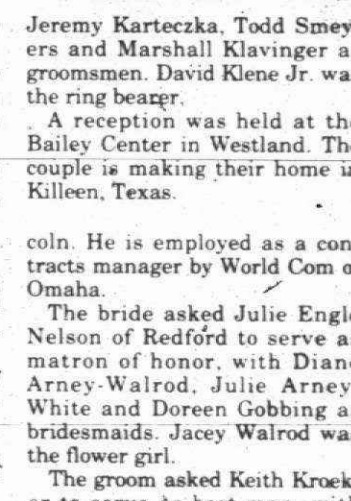 Jeremy Karteczka, Todd Smey-
ers and Marshall Klavinger a
groomsmen. David Klene Jr. wa
the ring bearer.
A reception was held at th
Bailey Center in Westland. Th
couple is making their home i
Killeen, Texas.
coln. He is employed as a con
tracts manager by World Com o
Omaha.
The bride asked Julie Engl
Nelson of Redford to serve a
matron of honor, with Dian
Arney-Walrod, Julie Arney
White and Doreen Gobbing a
bridesmaids. Jacey Walrod wa
the flower girl.
The groom asked Keith Kroek